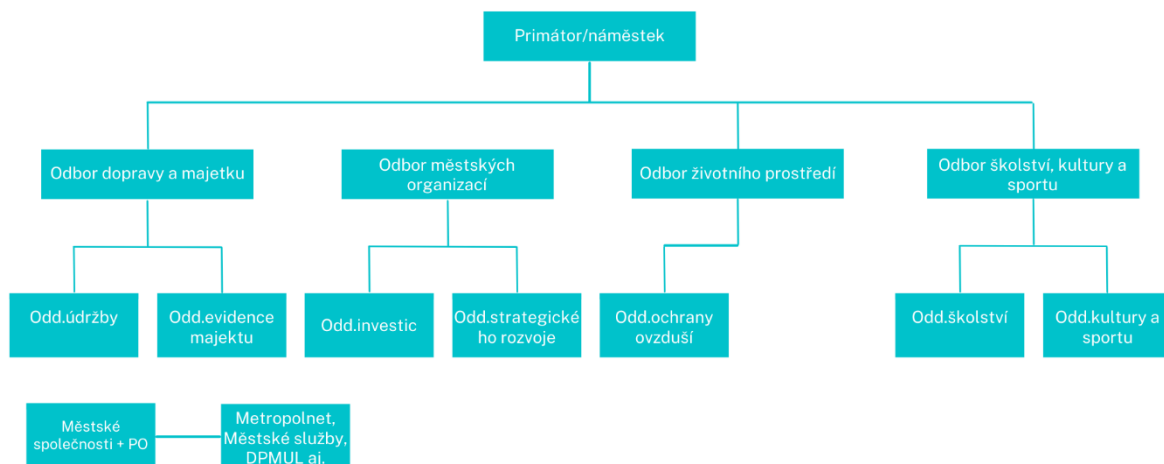 Primátor/náměstek
Odbor dopravy a majetku
Odbor městských
organizací
Odbor životního prostředí
Odbor školství, kultury a
sportu
Odd.údržby
Odd.evidence
majektu
Odd.investic
Odd.strategické
ho rozvoje
Odd.ochrany
ovzduší
Odd.školství
Odd.kultury a
sportu
Městské
společnosti + PO
Metropolnet,
Městské služby,
DPMUL aj.